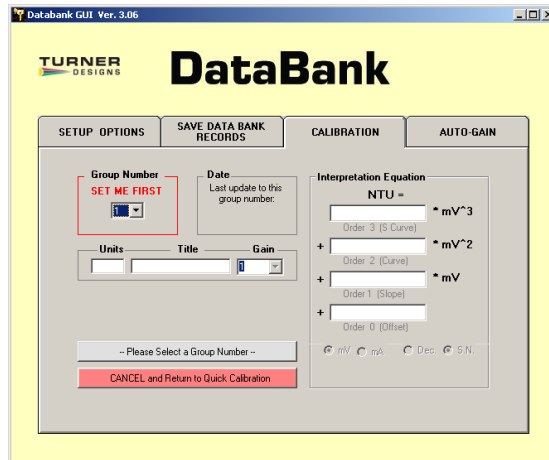 Databank GUI Ver. 3.06
TURNER
DESIGNS
DataBank
SETUP OPTIONS
SAVE DATA BANK
RECORDS
CALIBRATION
AUTO-GAIN
Group Number
SET ME FIRST
1
Date
Last update to this
group number:
Units
Title
Gain
1
-- Please Select a Group Number --
CANCEL and Return to Quick Calibration
Interpretation Equation
NTU =
* mV^3
Order 3 (S Curve)
+ * mV^2
Order 2 (Curve)
+ * mV
Order 1 (Slope)
+
Order 0 (Offset)
mV mA Dec. S.N.